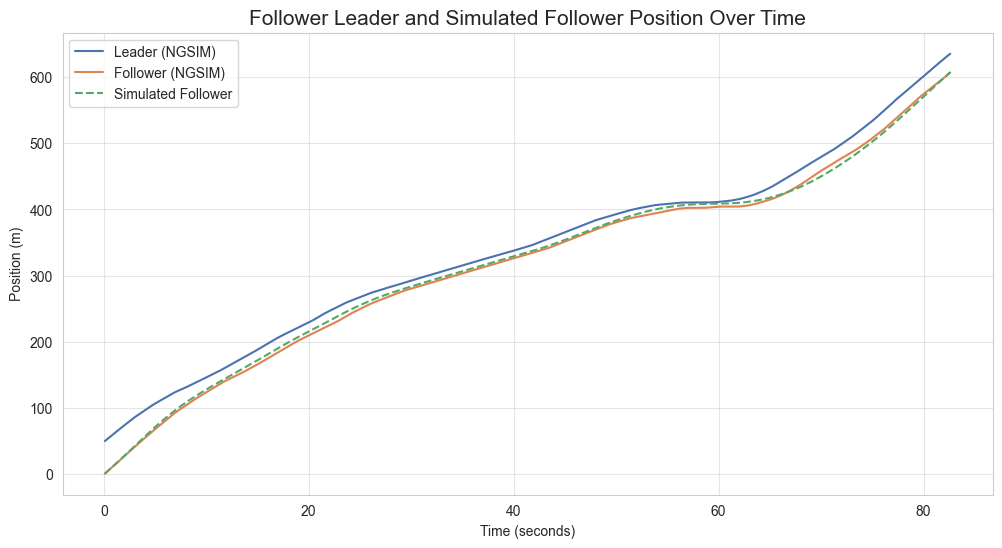 Follower Leader and Simulated Follower Position Over Time
Leader (NGSIM)
Follower (NGSIM)
Simulated Follower
Position (m)
600
500
400
300
200
100
0
0 20 40 60 80
Time (seconds)